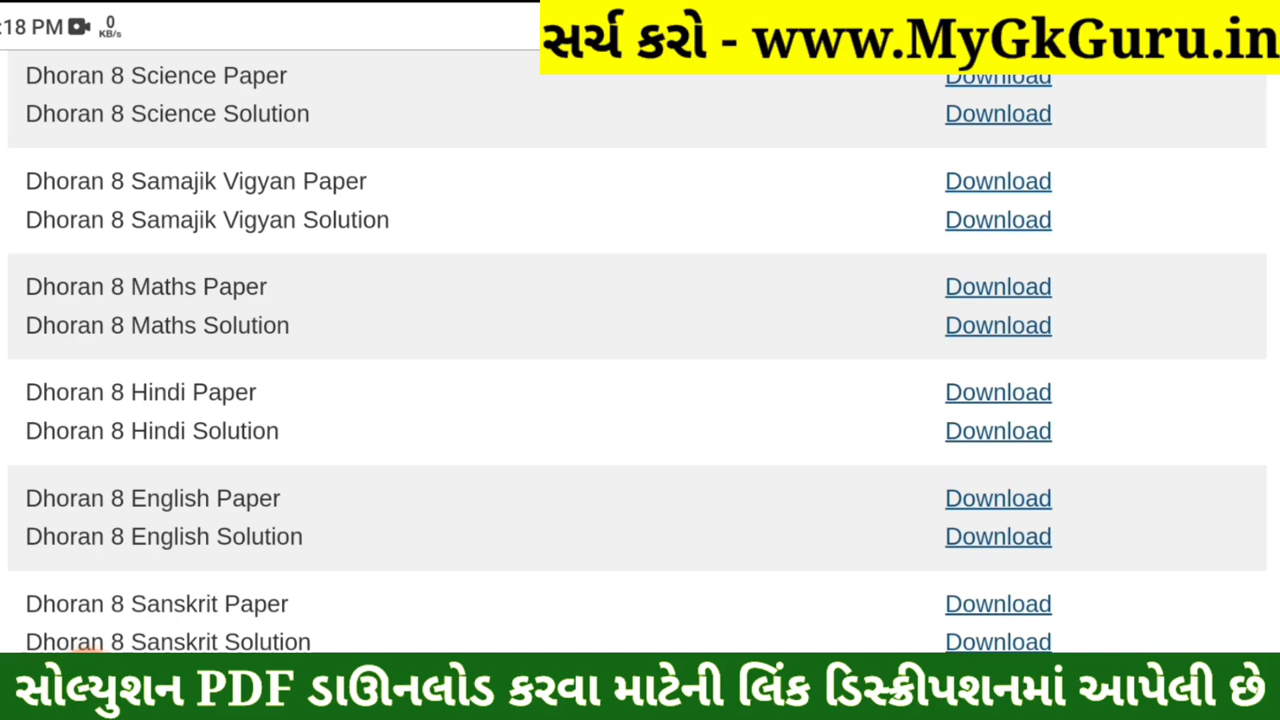 :18 PM 0 KB/s
સર્ચ કરો - www.MyGkGuru.in
Dhoran 8 Science Paper Download
Dhoran 8 Science Solution Download
Dhoran 8 Samajik Vigyan Paper Download
Dhoran 8 Samajik Vigyan Solution Download
Dhoran 8 Maths Paper Download
Dhoran 8 Maths Solution Download
Dhoran 8 Hindi Paper Download
Dhoran 8 Hindi Solution Download
Dhoran 8 English Paper Download
Dhoran 8 English Solution Download
Dhoran 8 Sanskrit Paper Download
Dhoran 8 Sanskrit Solution Download
સોલ્યુશન PDF ડાઊનલોડ કરવા માટેની લિંક ડિસ્ક્રીપશનમાં આપેલી છે